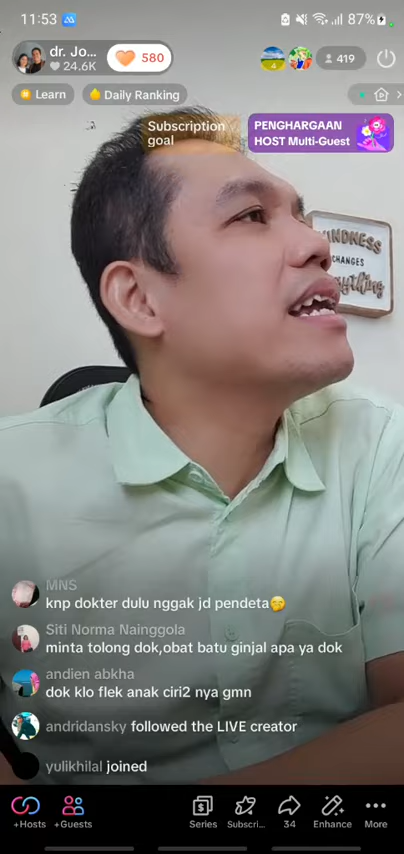 11:53
87%
dr. Jo...
24.6K
580
419
Learn
Daily Ranking
Subscription
goal
PENGHARGAAN
HOST Multi-Guest
KINDNESS
CHANGES
everything
MNS
knp dokter dulu nggak jd pendeta🤭
Siti Norma Nainggola
minta tolong dok,obat batu ginjal apa ya dok
andien abkha
dok klo flek anak ciri2 nya gmn
andridansky followed the LIVE creator
yulikhilal joined
+Hosts
+Guests
Series
Subscri...
34
Enhance
More